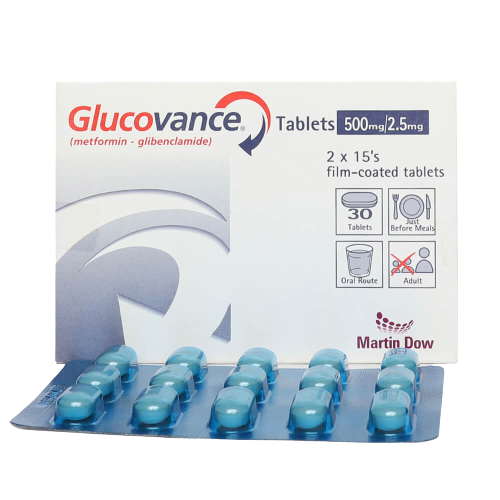 Glucovance®
(metformin - glibenclamide)
Tablets 500mg/2.5mg
2 x 15's
film-coated tablets
30
Tablets
Just
Before Meals
Oral Route
Adult
Martin Dow